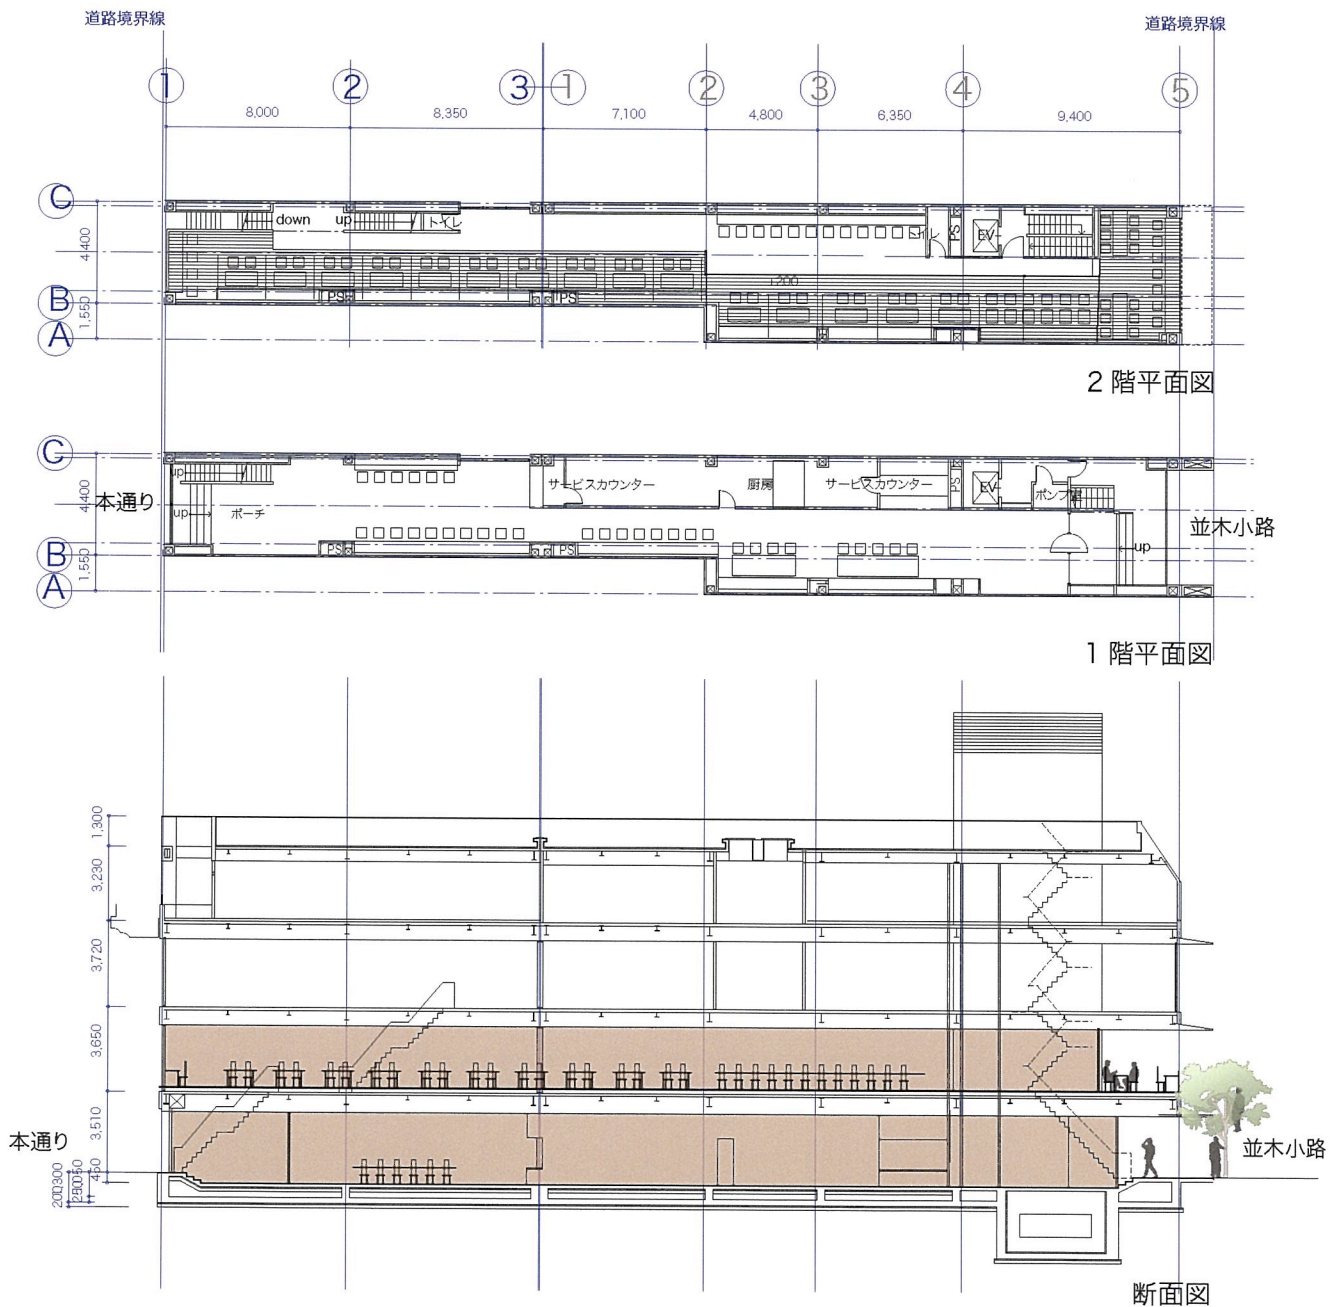 道路境界線
道路境界線
1
2
3
1
2
3
4
5
8,000
8,350
7,100
4,800
6,350
9,400
C
B
A
4,400
1,550
down
up
トイレ
トイレ
PS
EV
1,200
PS
PS
2階平面図
C
B
A
4,400
1,550
本通り
up
up
ポーチ
PS
PS
サービスカウンター
厨房
サービスカウンター
PS
EV
ポンプ室
up
並木小路
1階平面図
1,300
3,230
3,720
3,650
3,510
450
本通り
並木小路
断面図